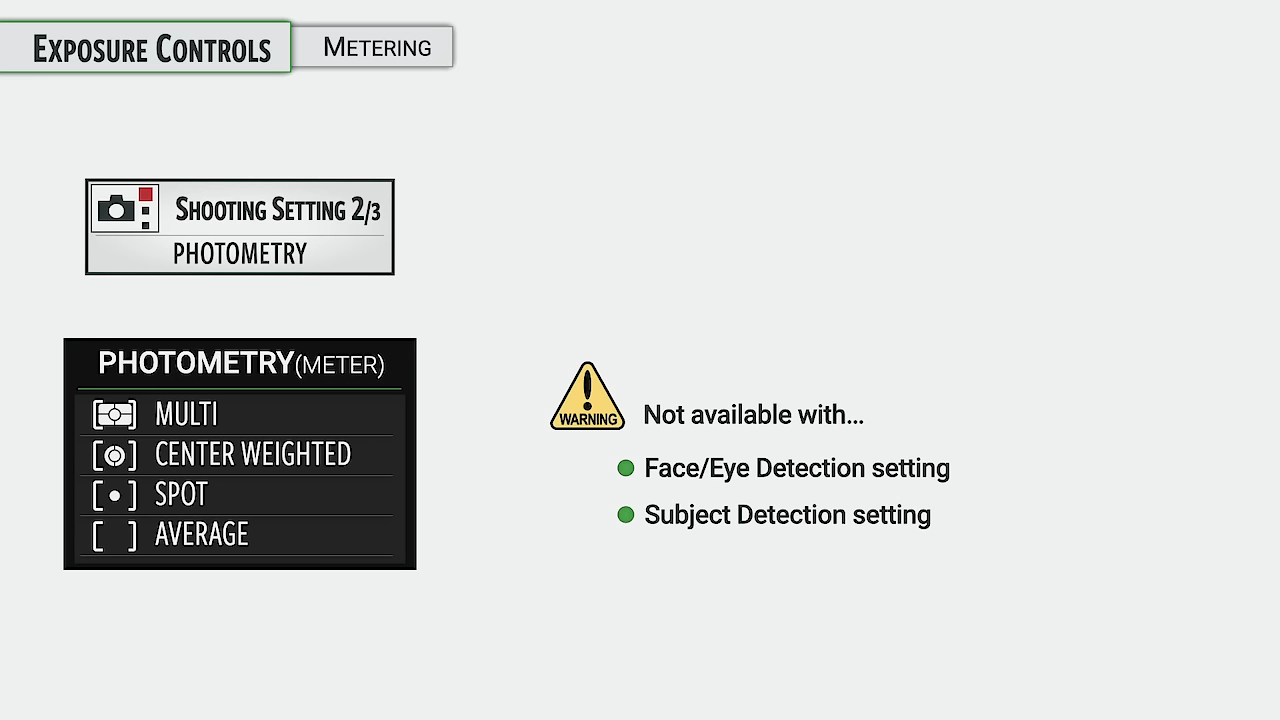 EXPOSURE CONTROLS
METERING
SHOOTING SETTING 2/3
PHOTOMETRY
PHOTOMETRY(METER)
MULTI
CENTER WEIGHTED
SPOT
AVERAGE
WARNING
Not available with...
Face/Eye Detection setting
Subject Detection setting